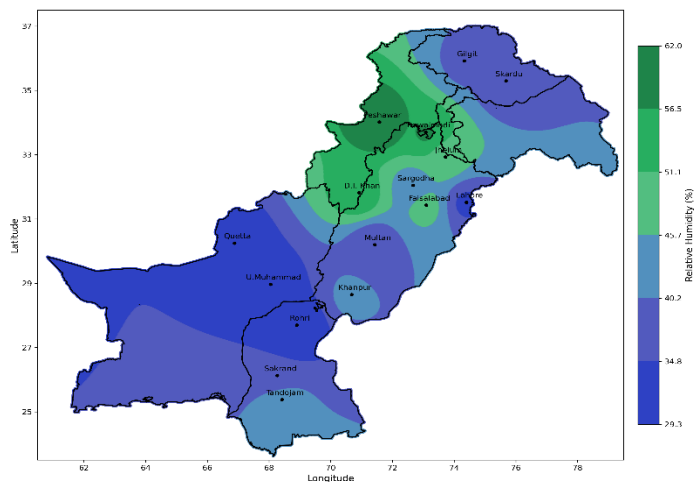 37
35
33
31
29
27
25
Latitude
62
64
66
68
70
72
74
76
78
Longitude
Gilgit
Skardu
Peshawar
Jhelum
D.I. Khan
Sargodha
Faisalabad
Lahore
Quetta
Multan
U.Muhammad
Khanpur
Rohri
Sakrand
Tandojam
62.0
56.5
51.1
45.7
40.2
34.8
29.3
Relative Humidity (%)